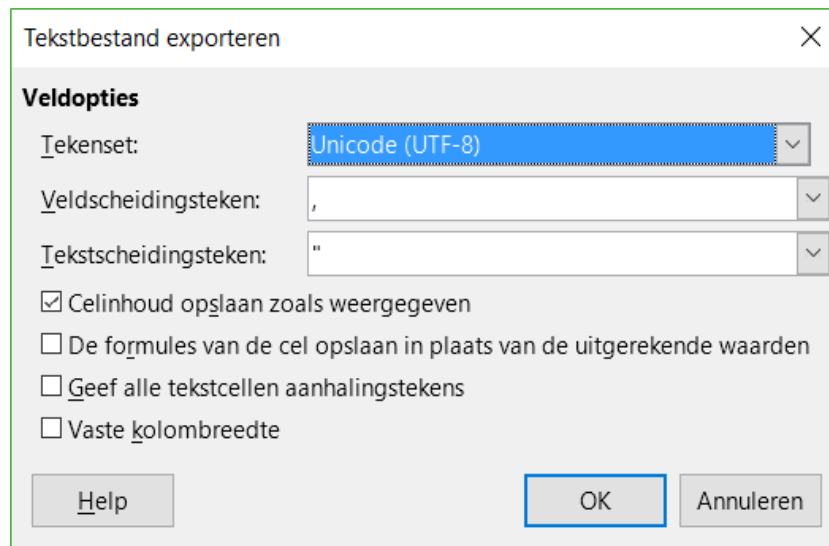 Tekstbestand exporteren
Veldopties
Tekenset: Unicode (UTF-8)
Veldscheidingsteken: ,
Tekstscheidingsteken: "
Celinhoud opslaan zoals weergegeven
De formules van de cel opslaan in plaats van de uitgerekende waarden
Geef alle tekstcellen aanhalingstekens
Vaste kolombreedte
Help OK Annuleren